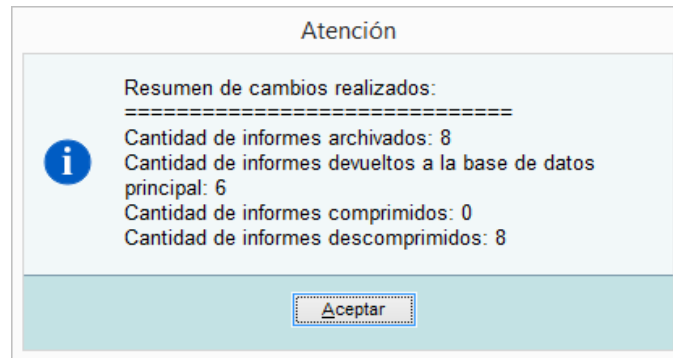 Atención
Resumen de cambios realizados:
==============================
Cantidad de informes archivados: 8
Cantidad de informes devueltos a la base de datos
principal: 6
Cantidad de informes comprimidos: 0
Cantidad de informes descomprimidos: 8
Aceptar